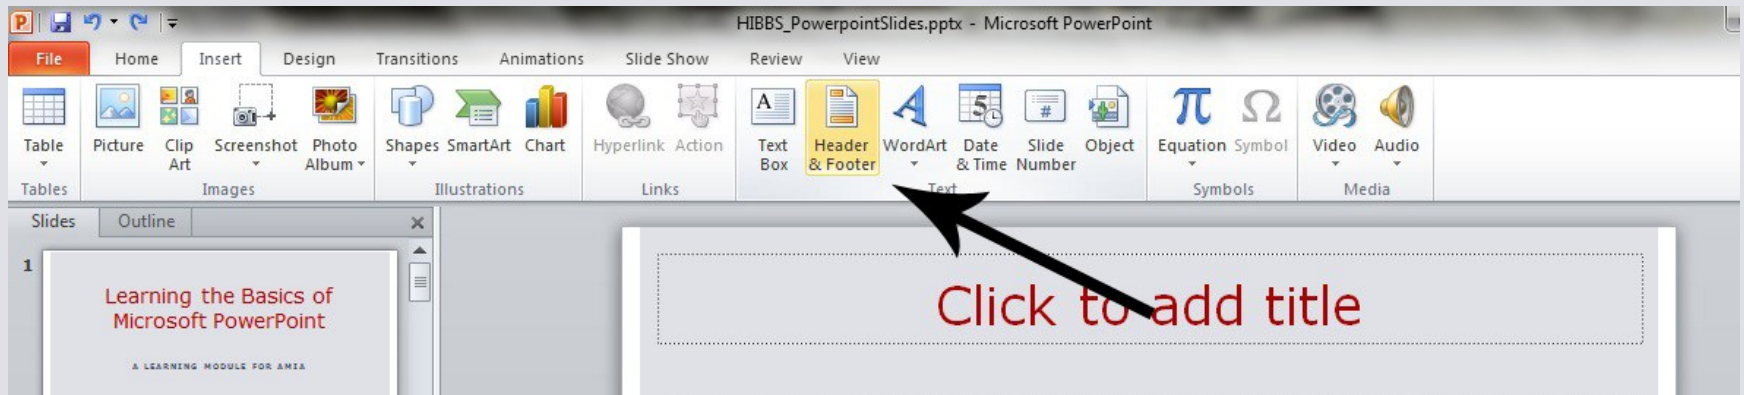 HIBBS_PowerpointSlides.pptx - Microsoft PowerPoint
File Home Insert Design Transitions Animations Slide Show Review View
Table Picture Clip Art Screenshot Photo Album Shapes SmartArt Chart Hyperlink Action Text Box Header & Footer WordArt Date & Time Slide Number Object Equation Symbol Video Audio
Tables Images Illustrations Links Text Symbols Media
Slides Outline
1
Learning the Basics of
Microsoft PowerPoint
A LEARNING MODULE FOR AMIA
Click to add title